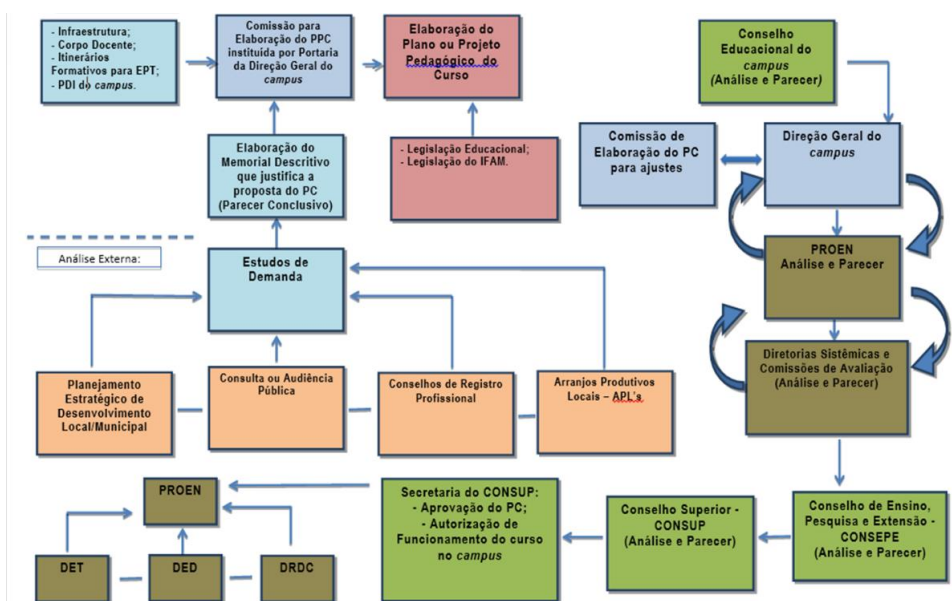 - Infraestrutura;
- Corpo Docente;
- Itinerários
Formativos para EPT;
- PDI do campus.
Comissão para
Elaboração do PPC
instituída por Portaria
da Direção Geral do
campus
Elaboração do
Plano ou Projeto
Pedagógico do
Curso
Conselho
Educacional do
campus
(Análise e Parecer)
Elaboração do
Memorial Descritivo
que justifica a
proposta do PC
(Parecer Conclusivo)
- Legislação Educacional;
- Legislação do IFAM.
Comissão de
Elaboração do PC
para ajustes
Direção Geral do
campus
Análise Externa:
Estudos de
Demanda
PROEN
Análise e Parecer
Diretorias Sistêmicas e
Comissões de Avaliação
(Análise e Parecer)
Planejamento
Estratégico de
Desenvolvimento
Local/Municipal
Consulta ou Audiência
Pública
Conselhos de Registro
Profissional
Arranjos Produtivos
Locais – APL's
PROEN
Secretaria do CONSUP:
- Aprovação do PC;
- Autorização de
Funcionamento do curso
no campus
Conselho Superior -
CONSUP
(Análise e Parecer)
Conselho de Ensino,
Pesquisa e Extensão -
CONSEPE
(Análise e Parecer)
DET
DED
DRDC